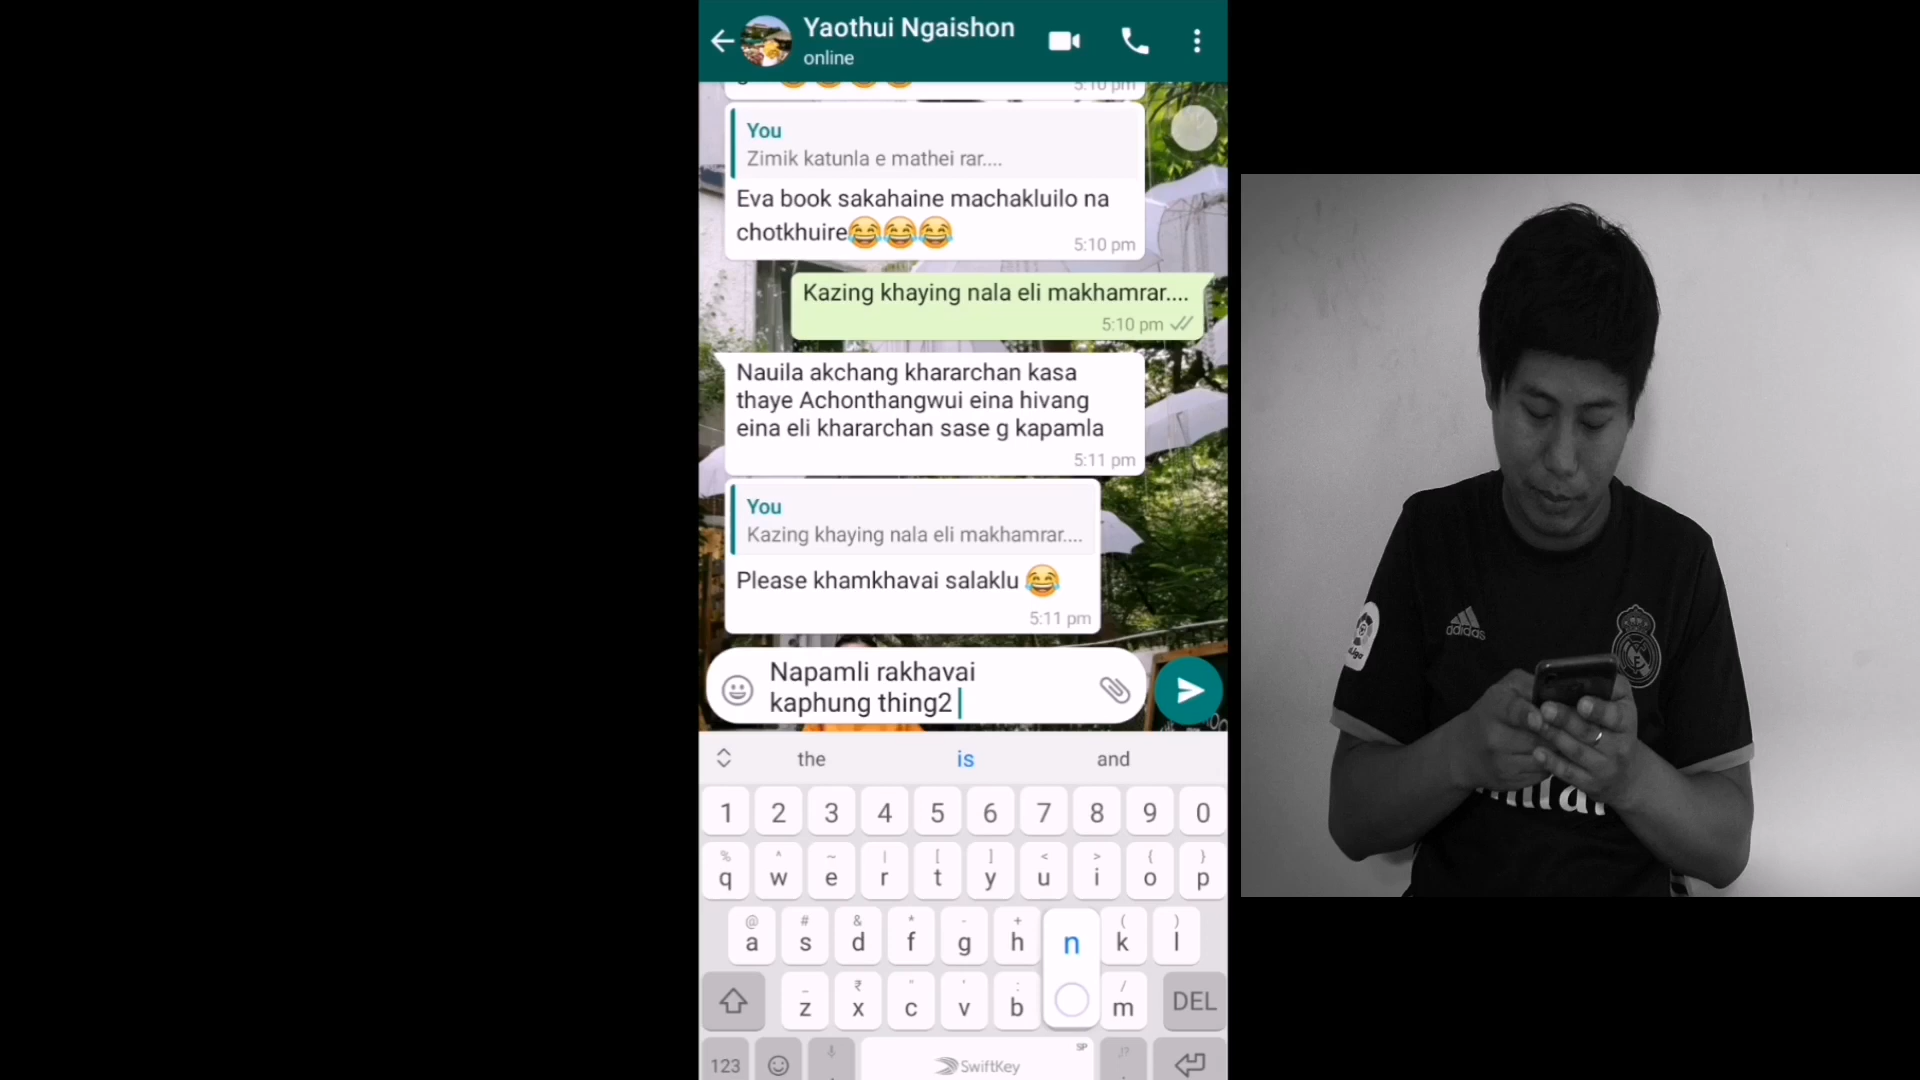 Yaothui Ngaishon
online
5:10 pm
You
Zimik katunla e mathei rar....
Eva book sakahaine machakluilo na
chotkhuire😂😂😂
5:10 pm
Kazing khaying nala eli makhamrar....
5:10 pm
Nauila akchang khararchan kasa
thaye Achonthangwui eina hivang
eina eli khararchan sase g kapamla
5:11 pm
You
Kazing khaying nala eli makhamrar....
Please khamkhavai salaklu 😂
5:11 pm
Napamli rakhavai
kaphung thing2
the is and
1 2 3 4 5 6 7 8 9 0
% ^ ~ | [ ] < > { }
q w e r t y u i o p
@ # & * - + ( )
a s d f g h n k l
_ ₹ " ' : /
z x c v b m DEL
SP
123 SwiftKey
adidas